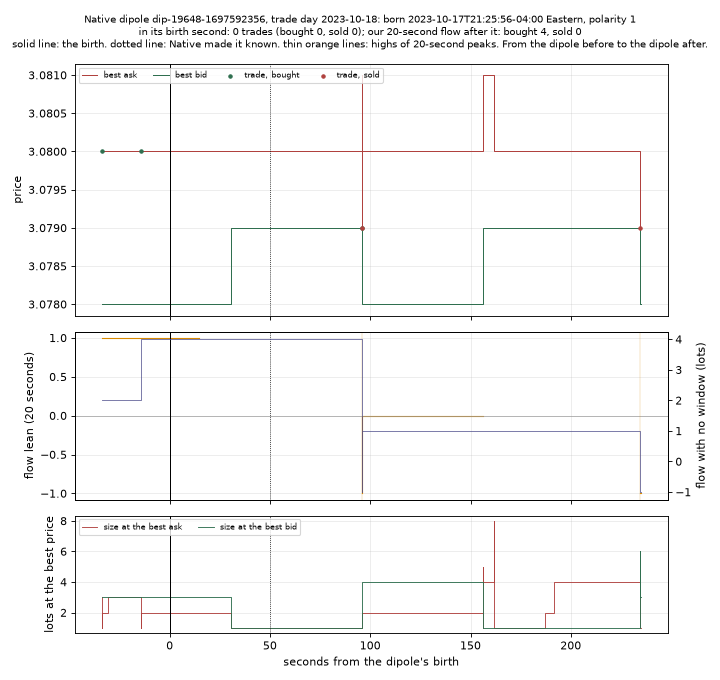 Native dipole dip-19648-1697592356, trade day 2023-10-18: born 2023-10-17T21:25:56-04:00 Eastern, polarity 1
in its birth second: 0 trades (bought 0, sold 0); our 20-second flow after it: bought 4, sold 0
solid line: the birth. dotted line: Native made it known. thin orange lines: highs of 20-second peaks. From the dipole before to the dipole after.
best ask best bid trade, bought trade, sold
3.0810
3.0805
3.0800
3.0795
3.0790
3.0785
3.0780
price
1.0
0.5
0.0
−0.5
−1.0
flow lean (20 seconds)
4
3
2
1
0
−1
flow with no window (lots)
size at the best ask size at the best bid
8
6
4
2
lots at the best price
0 50 100 150 200
seconds from the dipole's birth